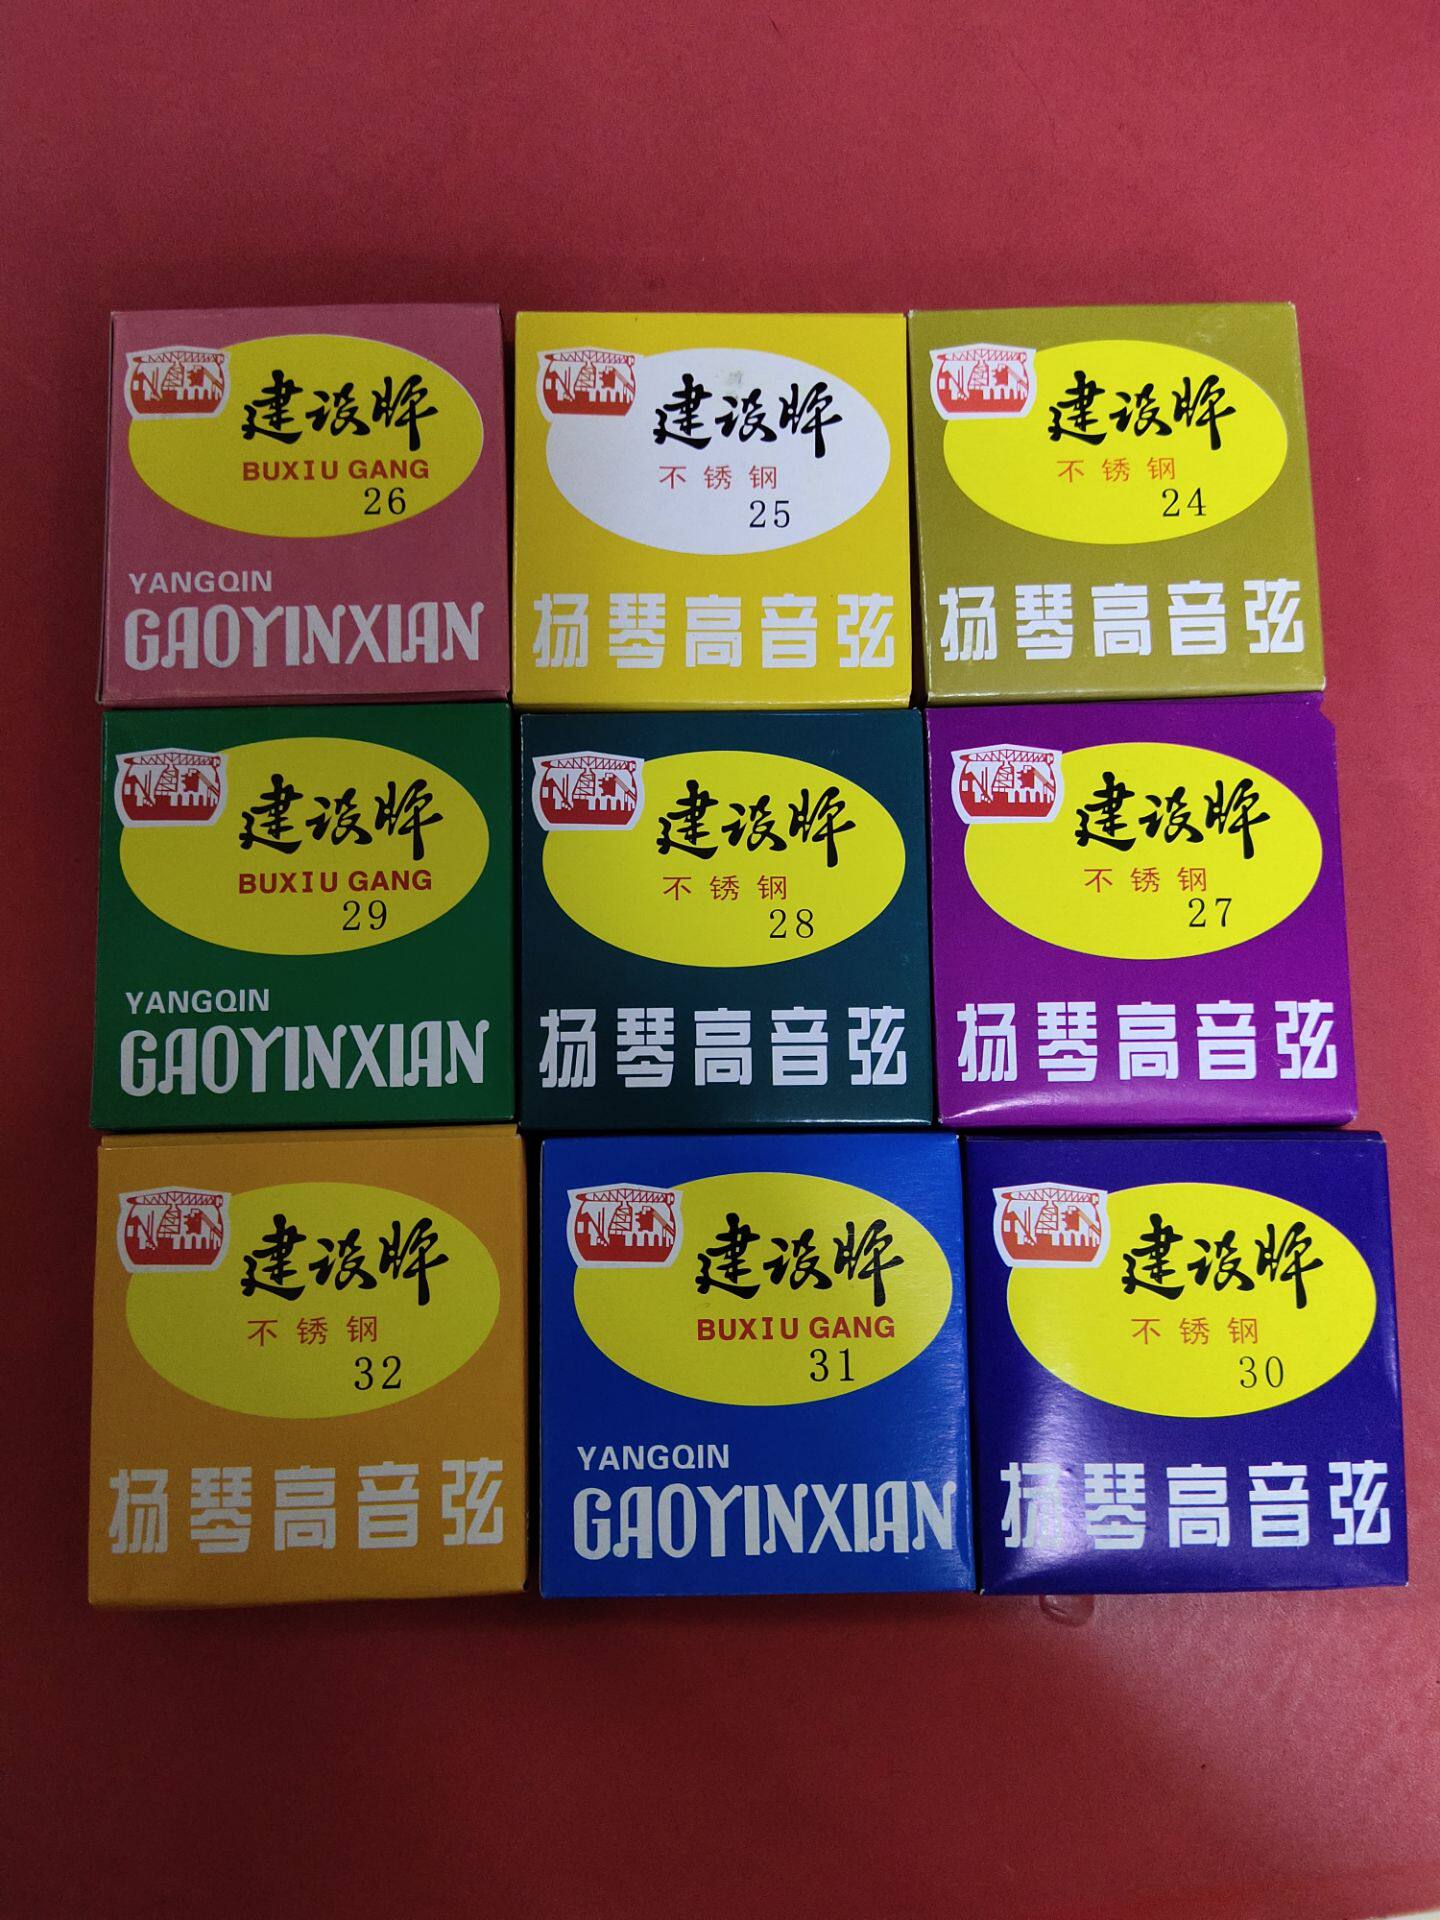 建设牌
BUXIU GANG
26
YANGQIN
GAOYINXIAN
建设牌
不锈钢
25
扬琴高音弦
建设牌
不锈钢
24
扬琴高音弦
建设牌
BUXIU GANG
29
YANGQIN
GAOYINXIAN
建设牌
不锈钢
28
扬琴高音弦
建设牌
不锈钢
27
扬琴高音弦
建设牌
不锈钢
32
扬琴高音弦
建设牌
BUXIU GANG
31
YANGQIN
GAOYINXIAN
建设牌
不锈钢
30
扬琴高音弦